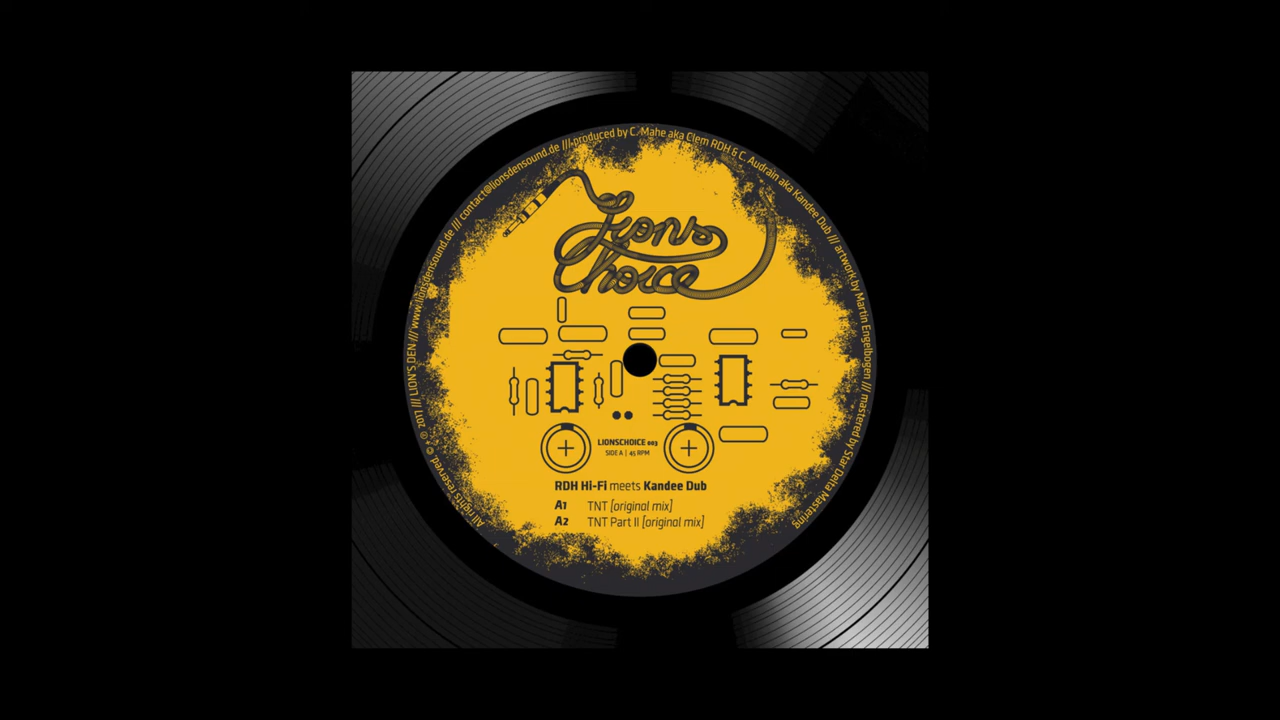 All rights reserved. ℗+© 2017 /// LION'S DEN /// www.lionsdensound.de /// contact@lionsdensound.de /// produced by C. Mahe aka Clem RDH & C. Audrain aka Kandee Dub /// artwork by Martin Engelbogen /// mastered by Star Delta Mastering
Lions
Choice
LIONSCHOICE 003
SIDE A | 45 RPM
RDH Hi-Fi meets Kandee Dub
A1 TNT [original mix]
A2 TNT Part II [original mix]